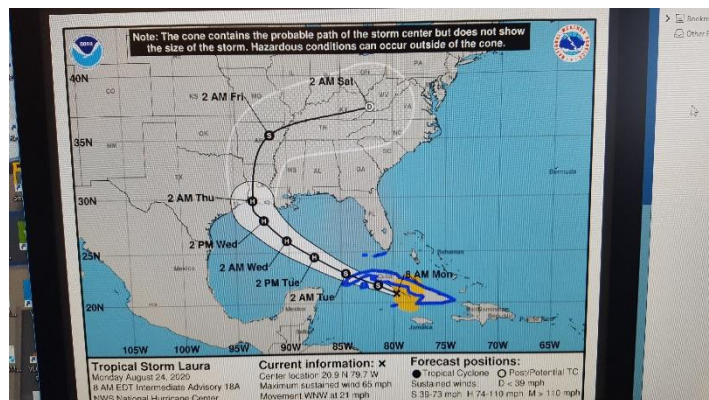 Note: The cone contains the probable path of the storm center but does not show
the size of the storm. Hazardous conditions can occur outside of the cone.
40N
35N
30N
25N
20N
2 AM Sat
2 AM Fri
2 AM Thu
2 PM Wed
2 AM Wed
2 PM Tue
2 AM Tue
8 AM Mon
Bermuda
Bahamas
Mexico
Mexico
Jamaica
105W 100W 95W 90W 85W 80W 75W 70W 65W
Tropical Storm Laura
Monday August 24, 2020
8 AM EDT Intermediate Advisory 18A
NWS National Hurricane Center
Current information: x
Center location 20.9 N 79.7 W
Maximum sustained wind 65 mph
Movement WNW at 21 mph
Forecast positions:
Tropical Cyclone Post/Potential TC
Sustained winds: D < 39 mph
S 39-73 mph H 74-110 mph M > 110 mph